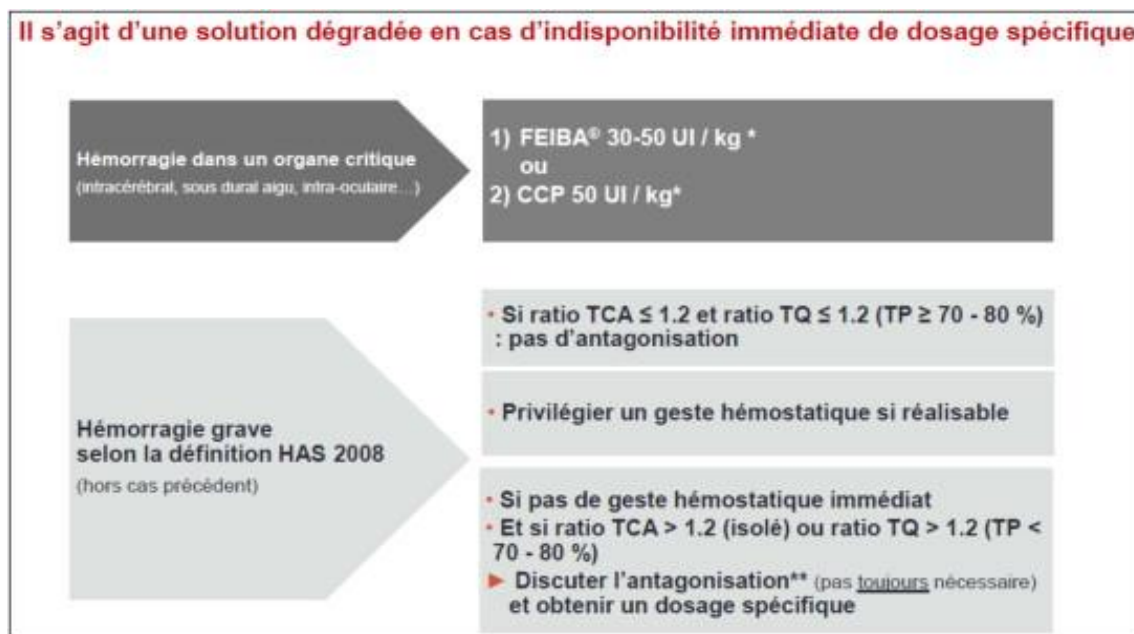 Il s'agit d'une solution dégradée en cas d'indisponibilité immédiate de dosage spécifique
Hémorragie dans un organe critique
(intracérébral, sous dural aigu, intra-oculaire...)
1) FEIBA® 30-50 UI / kg *
ou
2) CCP 50 UI / kg*
Hémorragie grave
selon la définition HAS 2008
(hors cas précédent)
• Si ratio TCA ≤ 1.2 et ratio TQ ≤ 1.2 (TP ≥ 70 - 80 %)
: pas d'antagonisation
• Privilégier un geste hémostatique si réalisable
• Si pas de geste hémostatique immédiat
• Et si ratio TCA > 1.2 (isolé) ou ratio TQ > 1.2 (TP <
70 - 80 %)
► Discuter l'antagonisation** (pas toujours nécessaire)
et obtenir un dosage spécifique